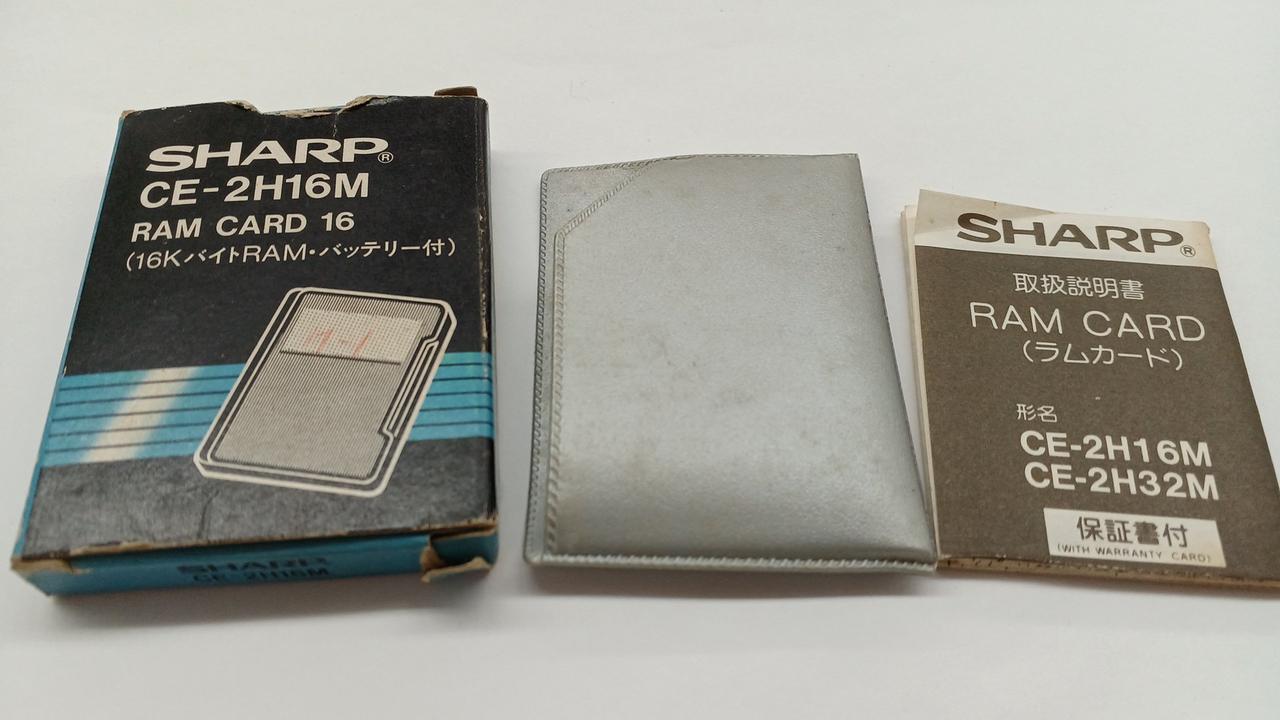 SHARP®
CE-2H16M
RAM CARD 16
(16KバイトRAM・バッテリー付)
M-1
SHARP
CE-2H16M
SHARP®
取扱説明書
RAM CARD
(ラムカード)
形名
CE-2H16M
CE-2H32M
保証書付
(WITH WARRANTY CARD)